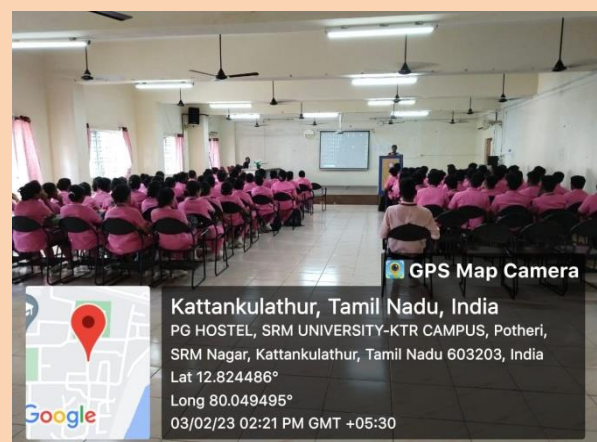 GPS Map Camera
Kattankulathur, Tamil Nadu, India
PG HOSTEL, SRM UNIVERSITY-KTR CAMPUS, Potheri,
SRM Nagar, Kattankulathur, Tamil Nadu 603203, India
Lat 12.824486°
Long 80.049495°
03/02/23 02:21 PM GMT +05:30
Google